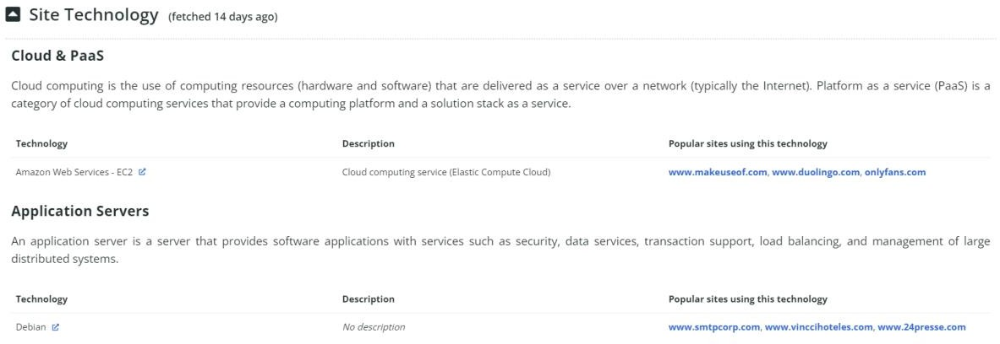 Site Technology (fetched 14 days ago)
Cloud & PaaS
Cloud computing is the use of computing resources (hardware and software) that are delivered as a service over a network (typically the Internet). Platform as a service (PaaS) is a
category of cloud computing services that provide a computing platform and a solution stack as a service.
Technology Description Popular sites using this technology
Amazon Web Services - EC2 Cloud computing service (Elastic Compute Cloud) www.makeuseof.com, www.duolingo.com, onlyfans.com
Application Servers
An application server is a server that provides software applications with services such as security, data services, transaction support, load balancing, and management of large
distributed systems.
Technology Description Popular sites using this technology
Debian No description www.smtpcorp.com, www.vinccihoteles.com, www.24presse.com